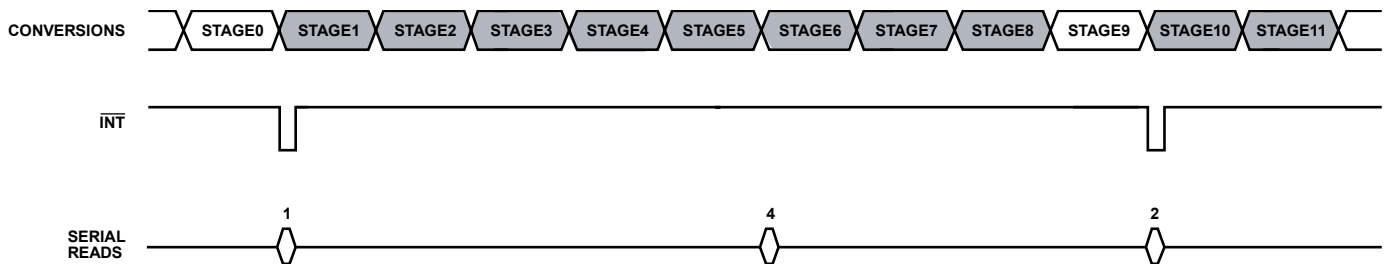 CONVERSIONS STAGE0 STAGE1 STAGE2 STAGE3 STAGE4 STAGE5 STAGE6 STAGE7 STAGE8 STAGE9 STAGE10 STAGE11
INT
1 4 2
SERIAL
READS